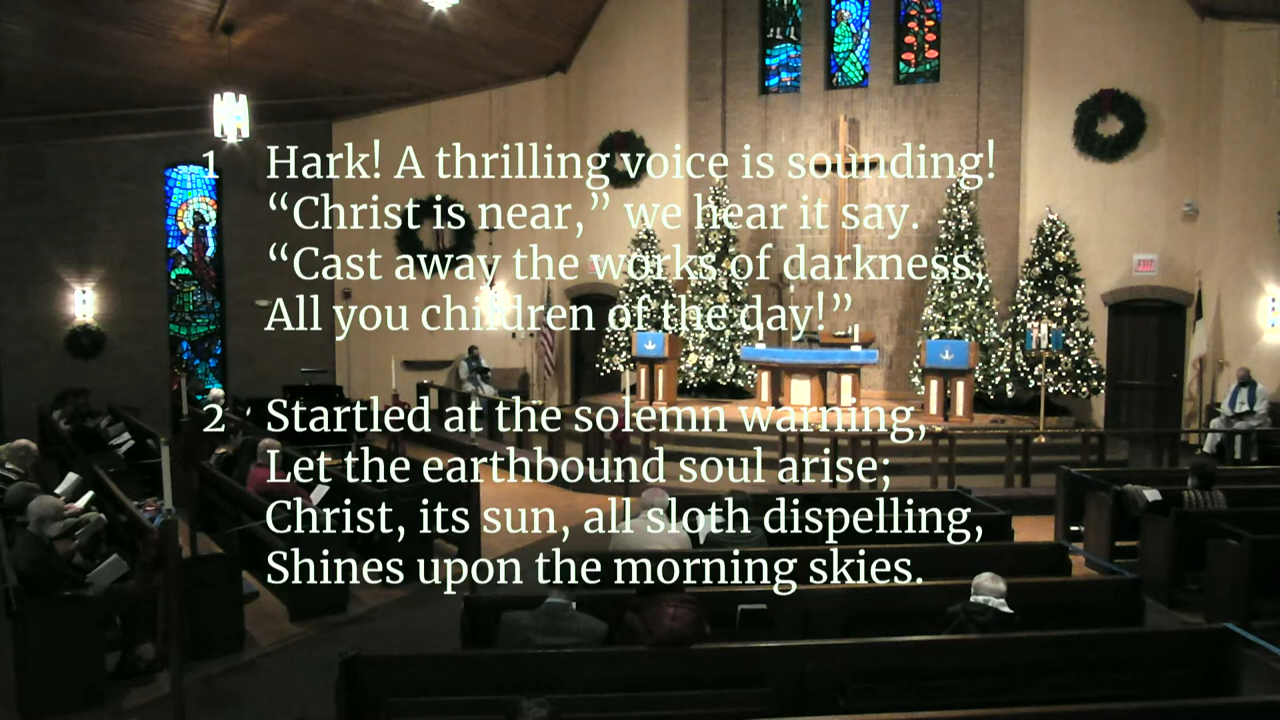 1 Hark! A thrilling voice is sounding!
“Christ is near,” we hear it say.
“Cast away the works of darkness,
All you children of the day!”
2 Startled at the solemn warning,
Let the earthbound soul arise;
Christ, its sun, all sloth dispelling,
Shines upon the morning skies.
EXIT